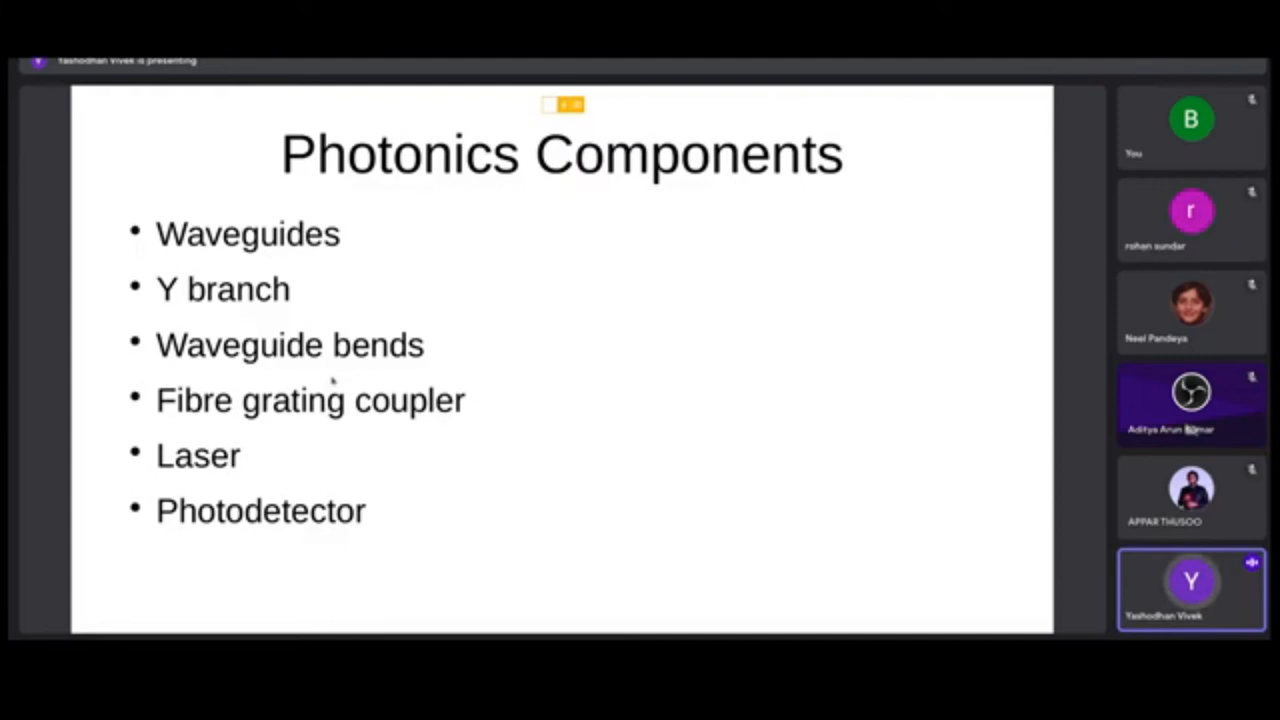 Yashodhan Vivek is presenting
Photonics Components
• Waveguides
• Y branch
• Waveguide bends
• Fibre grating coupler
• Laser
• Photodetector
B
You
r
rohan sundar
Neel Pandeya
Aditya Arun Kumar
APPAR THUSOO
Y
Yashodhan Vivek